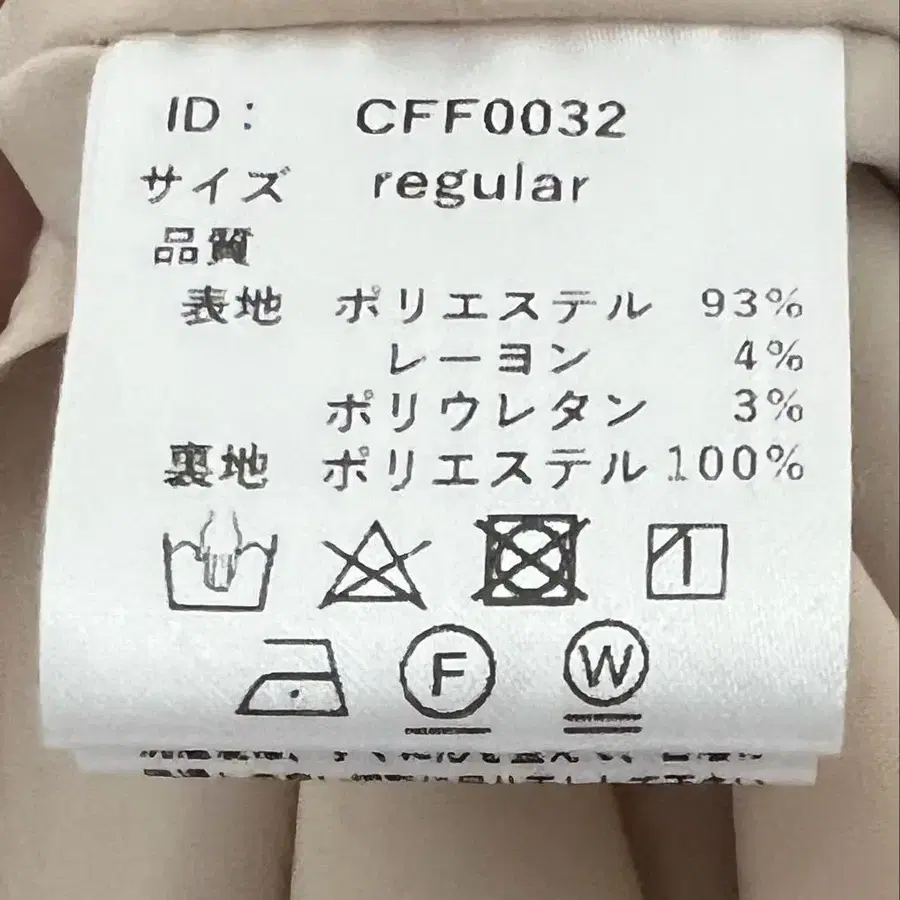 ID： CFF0032
サイズ regular
品質
表地 ポリエステル 93%
レーヨン 4%
ポリウレタン 3%
裏地 ポリエステル 100%
F W